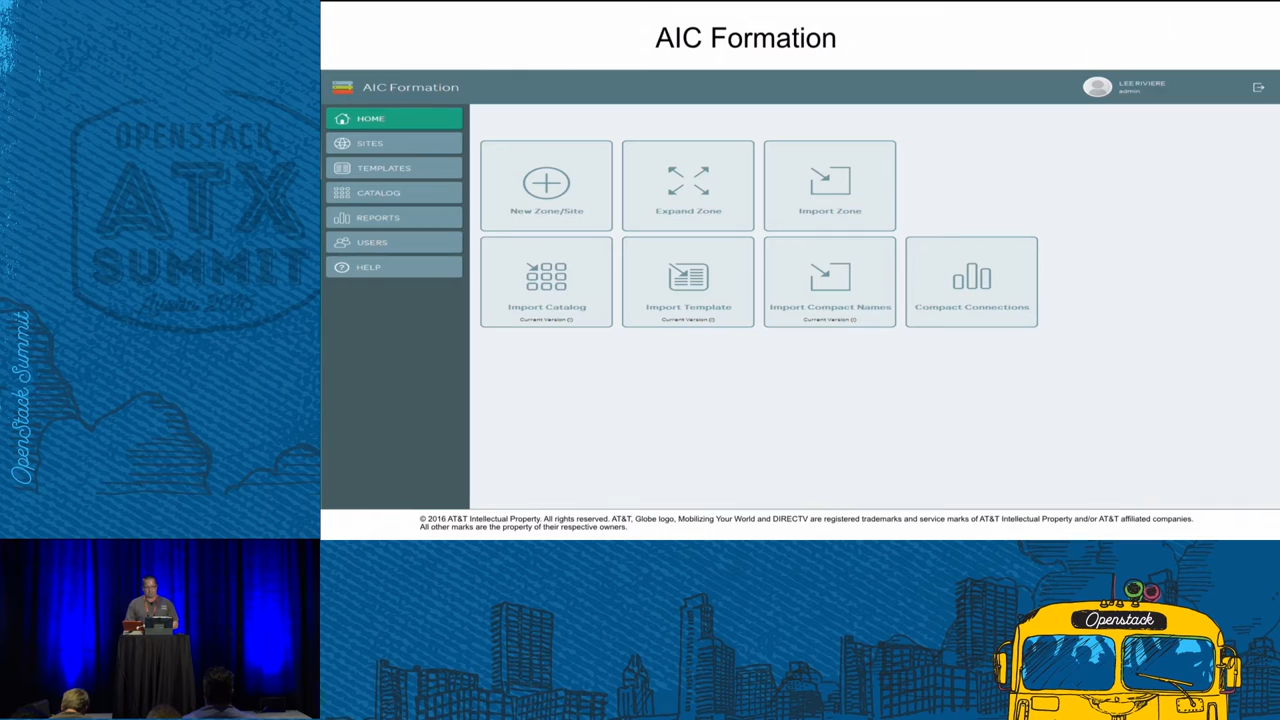 AIC Formation
AIC Formation
LEE RIVIERE
admin
HOME
SITES
TEMPLATES
CATALOG
REPORTS
USERS
HELP
New Zone/Site
Expand Zone
Import Zone
Import Catalog
Current Version ()
Import Template
Current Version ()
Import Compact Names
Current Version ()
Compact Connections
© 2016 AT&T Intellectual Property. All rights reserved. AT&T, Globe logo, Mobilizing Your World and DIRECTV are registered trademarks and service marks of AT&T Intellectual Property and/or AT&T affiliated companies.
All other marks are the property of their respective owners.
OPENSTACK
ATX
SUMMIT
OpenStack Summit
Openstack